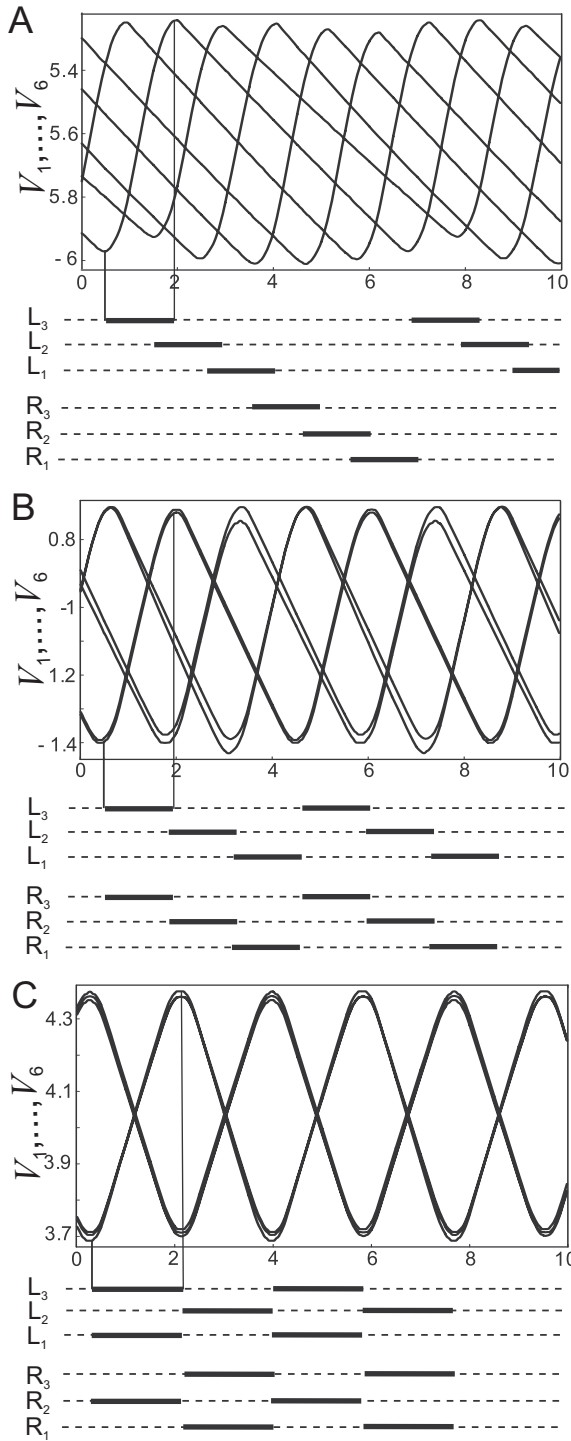 A
V₁,...,V₆
5.4
5.6
5.8
- 6
0 2 4 6 8 10
L₃
L₂
L₁
R₃
R₂
R₁
B
V₁,...,V₆
0.8
-1
1.2
- 1.4
0 2 4 6 8 10
L₃
L₂
L₁
R₃
R₂
R₁
C
V₁,...,V₆
4.3
4.1
3.9
3.7
0 2 4 6 8 10
L₃
L₂
L₁
R₃
R₂
R₁